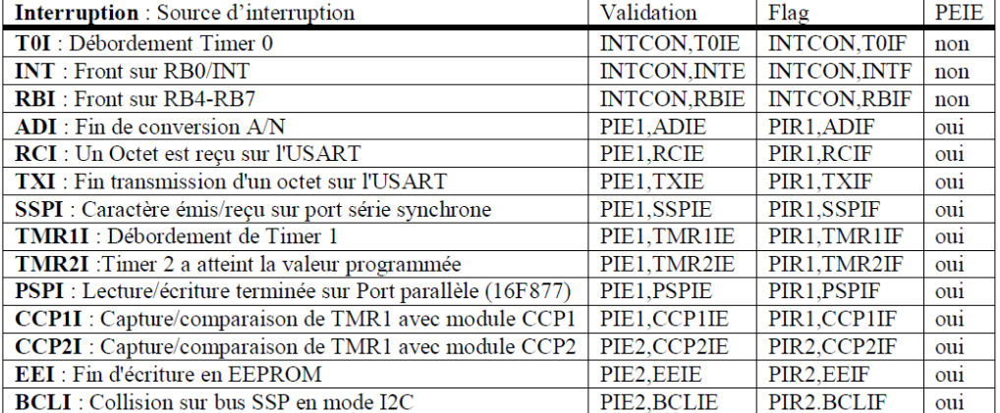 Interruption : Source d’interruption Validation Flag PEIE
T0I : Débordement Timer 0 INTCON,T0IE INTCON,T0IF non
INT : Front sur RB0/INT INTCON,INTE INTCON,INTF non
RBI : Front sur RB4-RB7 INTCON,RBIE INTCON,RBIF non
ADI : Fin de conversion A/N PIE1,ADIE PIR1,ADIF oui
RCI : Un Octet est reçu sur l'USART PIE1,RCIE PIR1,RCIF oui
TXI : Fin transmission d'un octet sur l'USART PIE1,TXIE PIR1,TXIF oui
SSPI : Caractère émis/reçu sur port série synchrone PIE1,SSPIE PIR1,SSPIF oui
TMR1I : Débordement de Timer 1 PIE1,TMR1IE PIR1,TMR1IF oui
TMR2I :Timer 2 a atteint la valeur programmée PIE1,TMR2IE PIR1,TMR2IF oui
PSPI : Lecture/écriture terminée sur Port parallèle (16F877) PIE1,PSPIE PIR1,PSPIF oui
CCP1I : Capture/comparaison de TMR1 avec module CCP1 PIE1,CCP1IE PIR1,CCP1IF oui
CCP2I : Capture/comparaison de TMR1 avec module CCP2 PIE2,CCP2IE PIR2,CCP2IF oui
EEI : Fin d'écriture en EEPROM PIE2,EEIE PIR2,EEIF oui
BCLI : Collision sur bus SSP en mode I2C PIE2,BCLIE PIR2.BCLIF oui